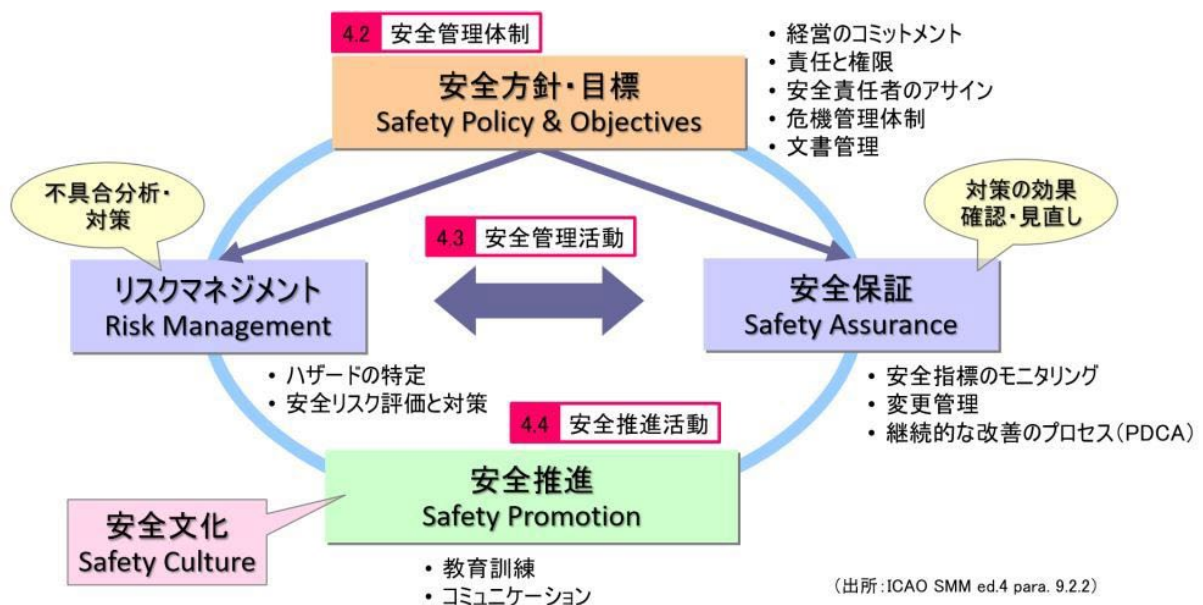 4.2 安全管理体制
安全方針・目標
Safety Policy & Objectives
• 経営のコミットメント
• 責任と権限
• 安全責任者のアサイン
• 危機管理体制
• 文書管理
不具合分析・
対策
対策の効果
確認・見直し
4.3 安全管理活動
リスクマネジメント
Risk Management
安全保証
Safety Assurance
• ハザードの特定
• 安全リスク評価と対策
• 安全指標のモニタリング
• 変更管理
• 継続的な改善のプロセス(PDCA)
4.4 安全推進活動
安全推進
Safety Promotion
安全文化
Safety Culture
• 教育訓練
• コミュニケーション
(出所:ICAO SMM ed.4 para. 9.2.2)